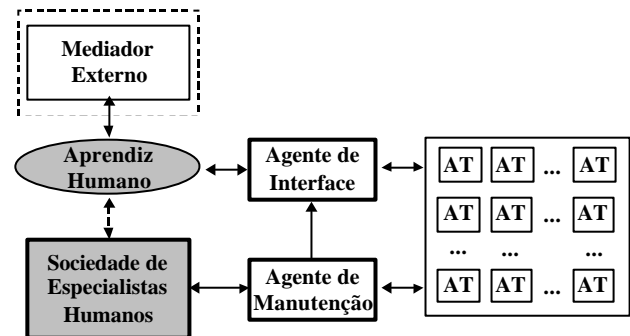 Mediador
Externo
Aprendiz
Humano
Agente de
Interface
AT AT ... AT
AT AT ... AT
... ... ...
AT AT ... AT
Sociedade de
Especialistas
Humanos
Agente de
Manutenção